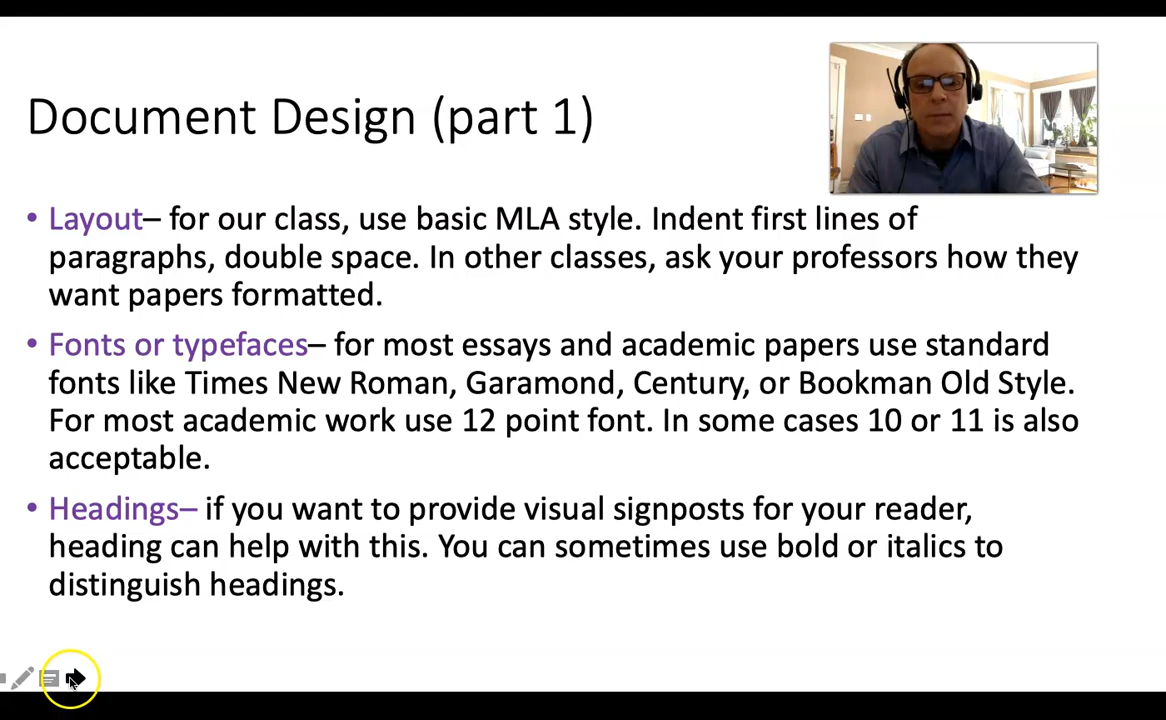 Document Design (part 1)
• Layout– for our class, use basic MLA style. Indent first lines of
paragraphs, double space. In other classes, ask your professors how they
want papers formatted.
• Fonts or typefaces– for most essays and academic papers use standard
fonts like Times New Roman, Garamond, Century, or Bookman Old Style.
For most academic work use 12 point font. In some cases 10 or 11 is also
acceptable.
• Headings– if you want to provide visual signposts for your reader,
heading can help with this. You can sometimes use bold or italics to
distinguish headings.